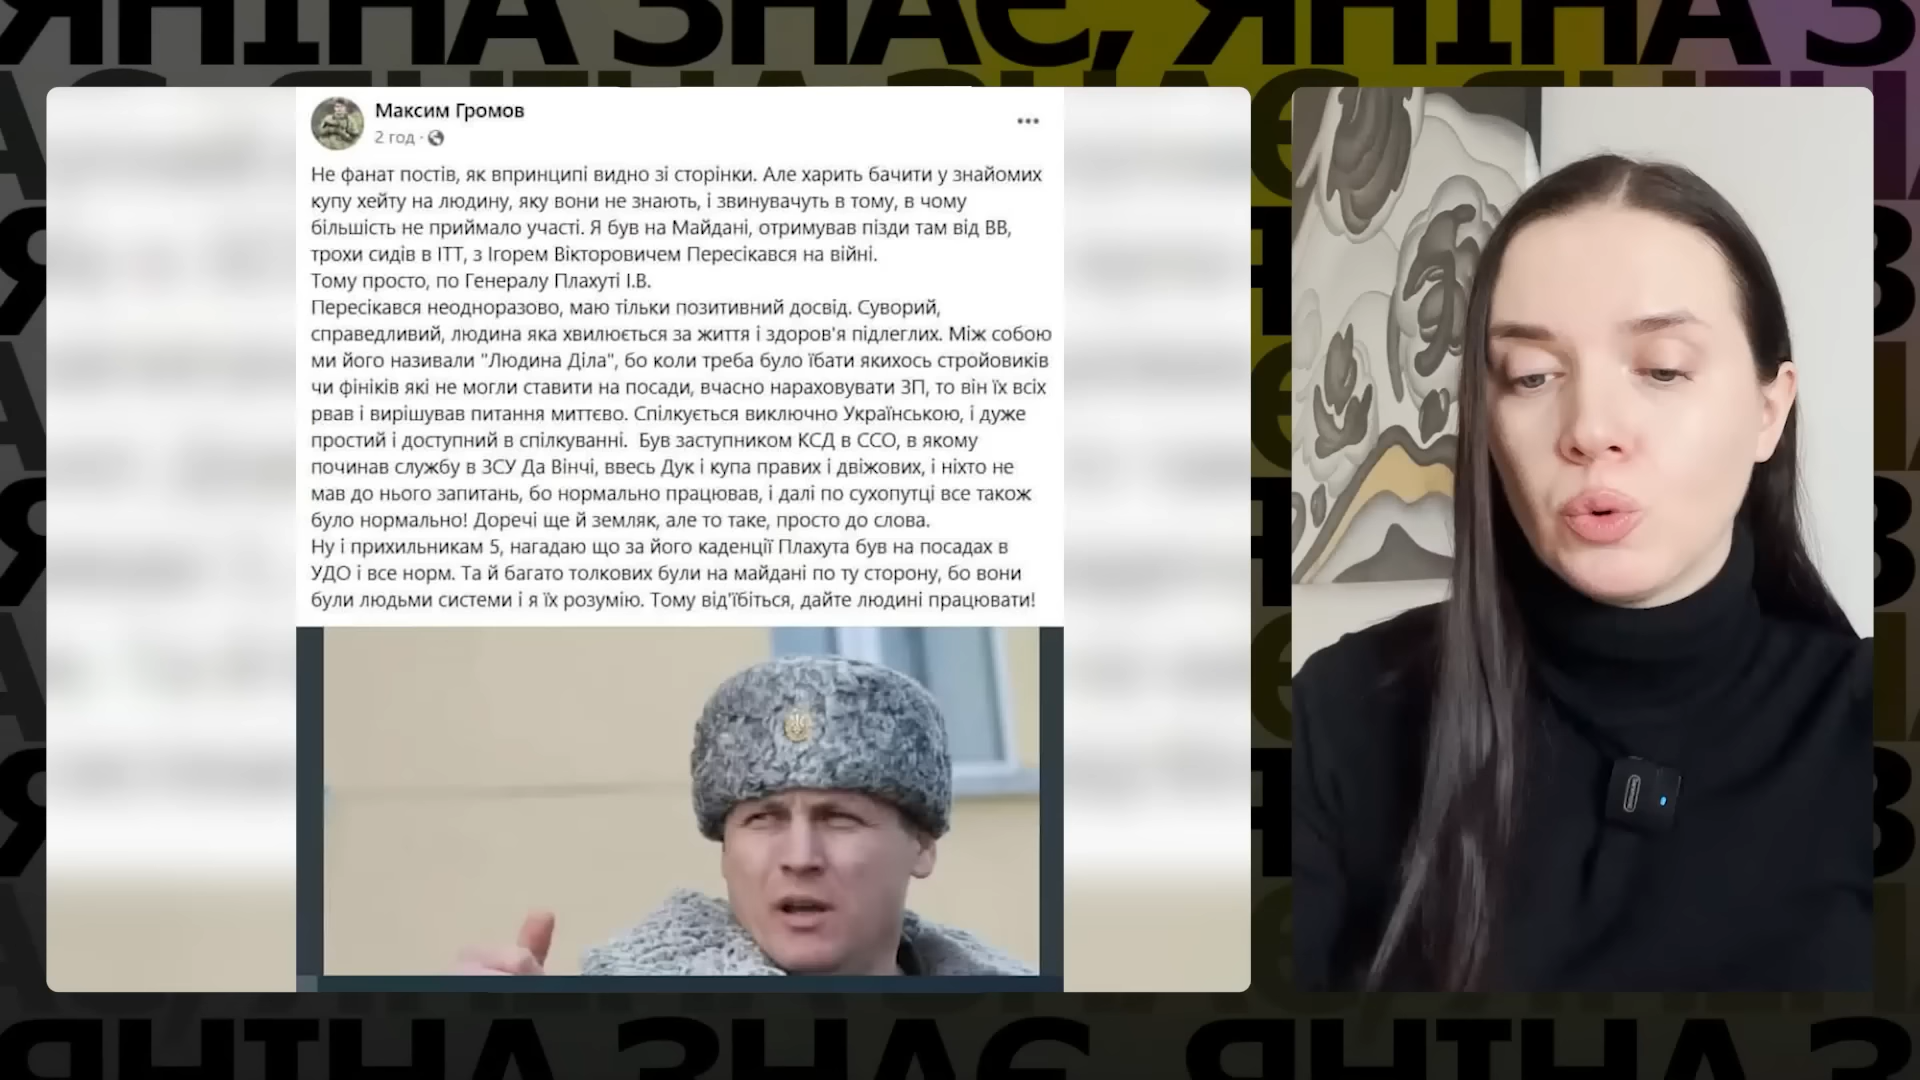 ЯНІНА ЗНАЄ, ЯНІНА З
Максим Громов
2 год
Не фанат постів, як впринципі видно зі сторінки. Але харить бачити у знайомих
купу хейту на людину, яку вони не знають, і звинувачуть в тому, в чому
більшість не приймало участі. Я був на Майдані, отримував пізди там від ВВ,
трохи сидів в ІТТ, з Ігорем Вікторовичем Пересікався на війні.
Тому просто, по Генералу Плахуті І.В.
Пересікався неодноразово, маю тільки позитивний досвід. Суворий,
справедливий, людина яка хвилюється за життя і здоров'я підлеглих. Між собою
ми його називали "Людина Діла", бо коли треба було їбати якихось стройовиків
чи фініків які не могли ставити на посади, вчасно нараховувати ЗП, то він їх всіх
рвав і вирішував питання миттєво. Спілкується виключно Українською, і дуже
простий і доступний в спілкуванні. Був заступником КСД в ССО, в якому
починав службу в ЗСУ Да Вінчі, ввесь Дук і купа правих і двіжових, і ніхто не
мав до нього запитань, бо нормально працював, і далі по сухопутці все також
було нормально! Доречі ще й земляк, але то таке, просто до слова.
Ну і прихильникам 5, нагадаю що за його каденції Плахута був на посадах в
УДО і все норм. Та й багато толкових були на майдані по ту сторону, бо вони
були людьми системи і я їх розумію. Тому від'їбіться, дайте людині працювати!
ЯНІНА ЗНАЄ, ЯНІНА З